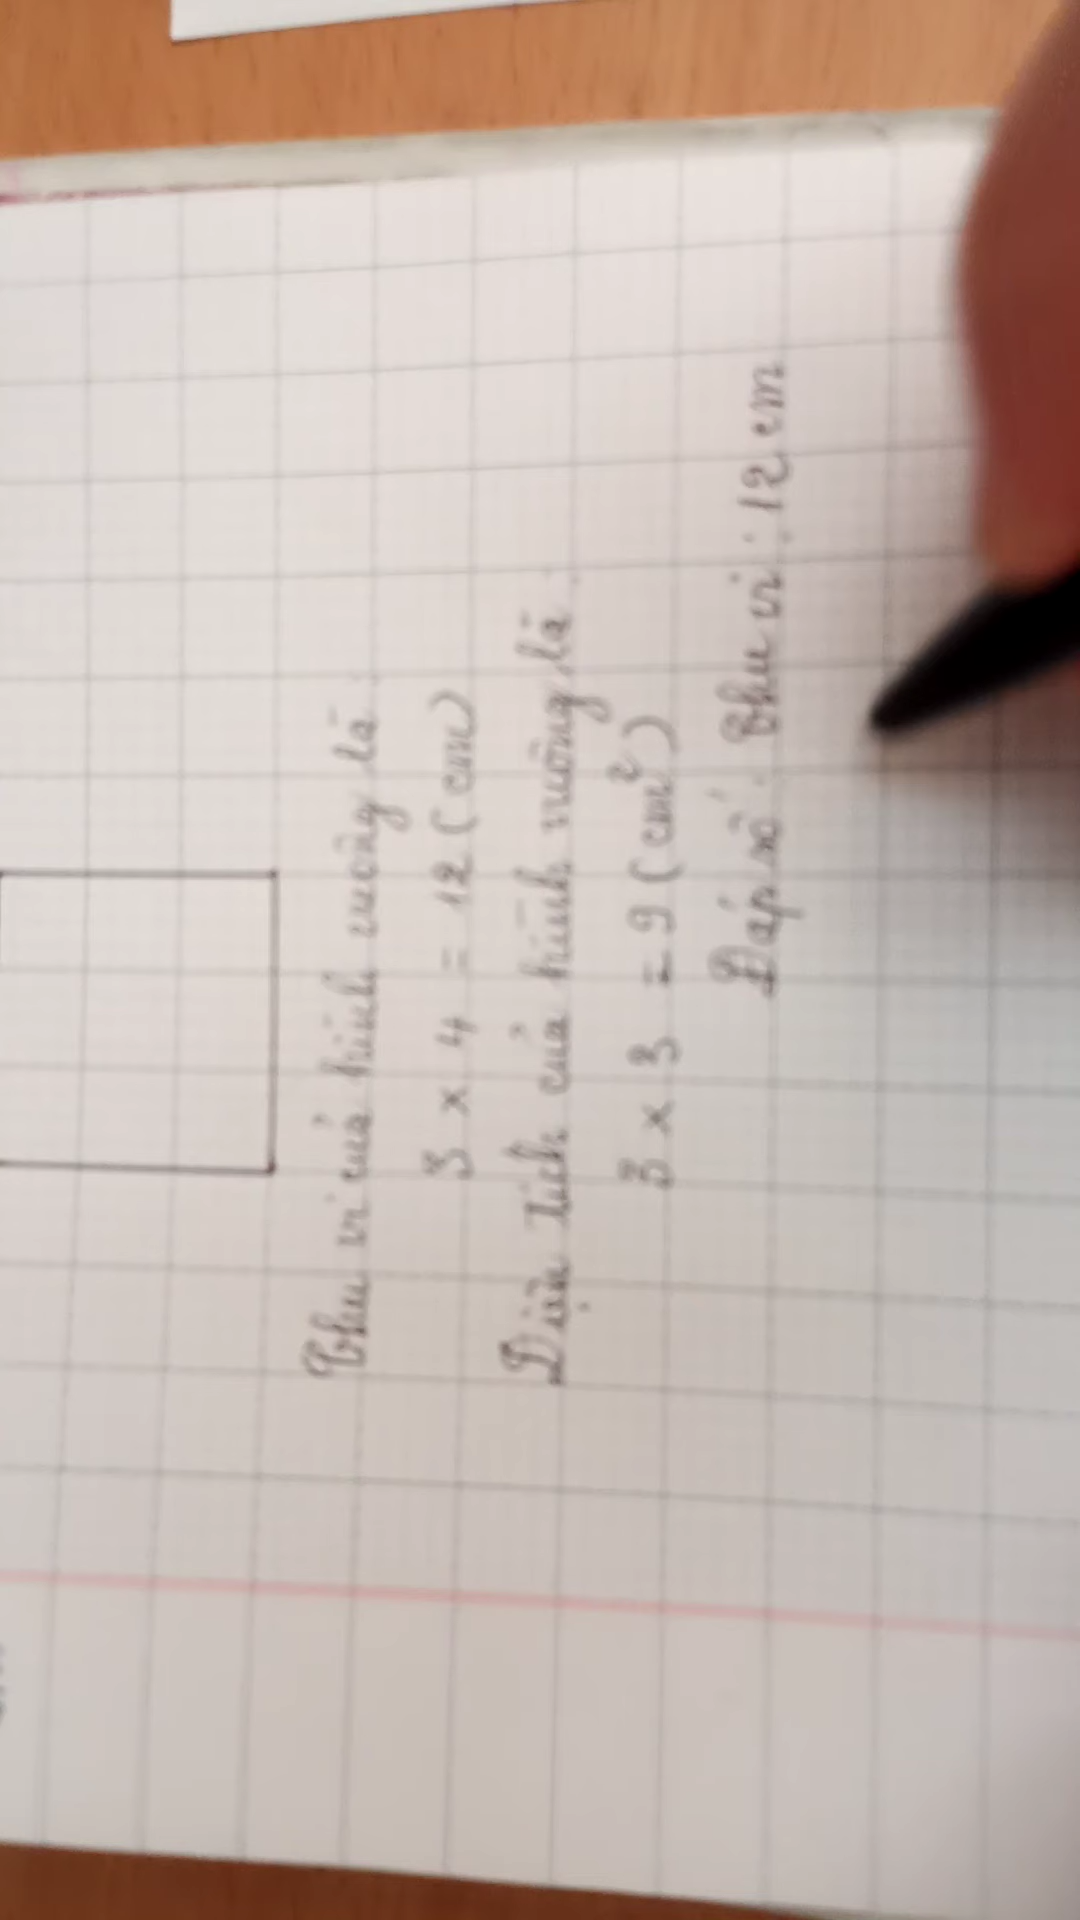 Chu vi của hình vuông là:
3 x 4 = 12 (cm)
Diện tích của hình vuông là:
3 x 3 = 9 (cm²)
Đáp số: Chu vi: 12 cm